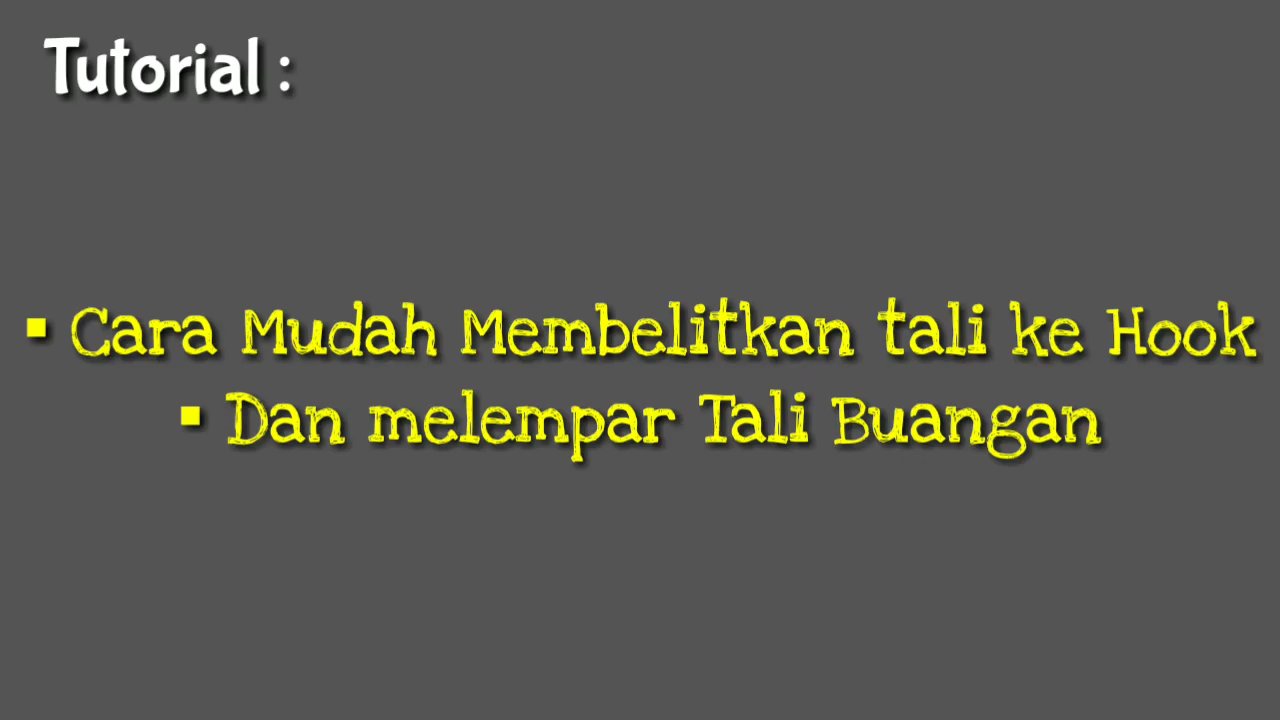 Tutorial :
▪ Cara Mudah Membelitkan tali ke Hook
▪ Dan melempar Tali Buangan